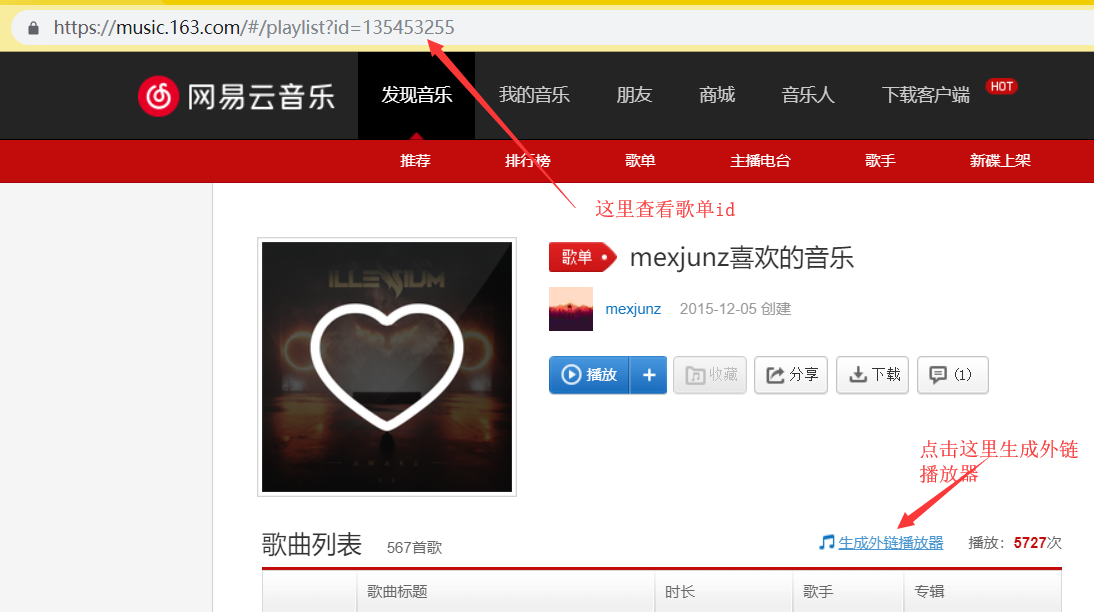 https://music.163.com/#/playlist?id=135453255
网易云音乐
发现音乐 我的音乐 朋友 商城 音乐人 下载客户端 HOT
推荐 排行榜 歌单 主播电台 歌手 新碟上架
这里查看歌单id
ILLENIUM
歌单 mexjunz喜欢的音乐
mexjunz 2015-12-05 创建
播放 + 收藏 分享 下载 (1)
AWAKE
点击这里生成外链
播放器
歌曲列表 567首歌 生成外链播放器 播放：5727次
歌曲标题 时长 歌手 专辑